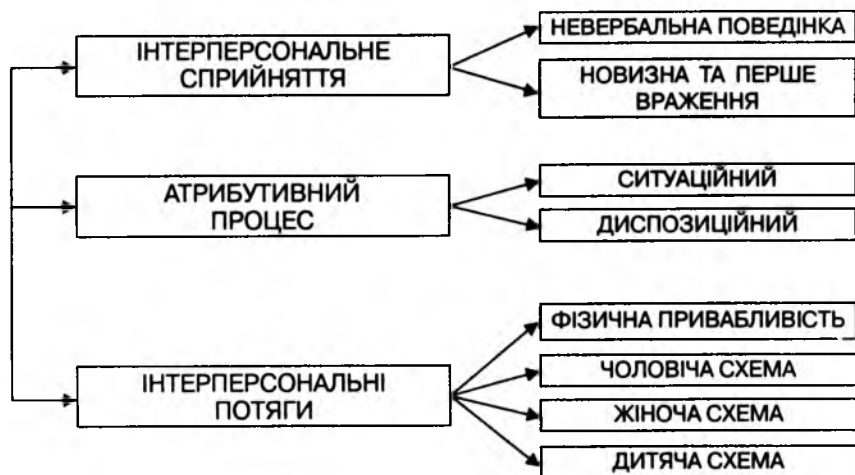 ІНТЕРПЕРСОНАЛЬНЕ
СПРИЙНЯТТЯ
НЕВЕРБАЛЬНА ПОВЕДІНКА
НОВИЗНА ТА ПЕРШЕ
ВРАЖЕННЯ
АТРИБУТИВНИЙ
ПРОЦЕС
СИТУАЦІЙНИЙ
ДИСПОЗИЦІЙНИЙ
ІНТЕРПЕРСОНАЛЬНІ
ПОТЯГИ
ФІЗИЧНА ПРИВАБЛИВІСТЬ
ЧОЛОВІЧА СХЕМА
ЖІНОЧА СХЕМА
ДИТЯЧА СХЕМА